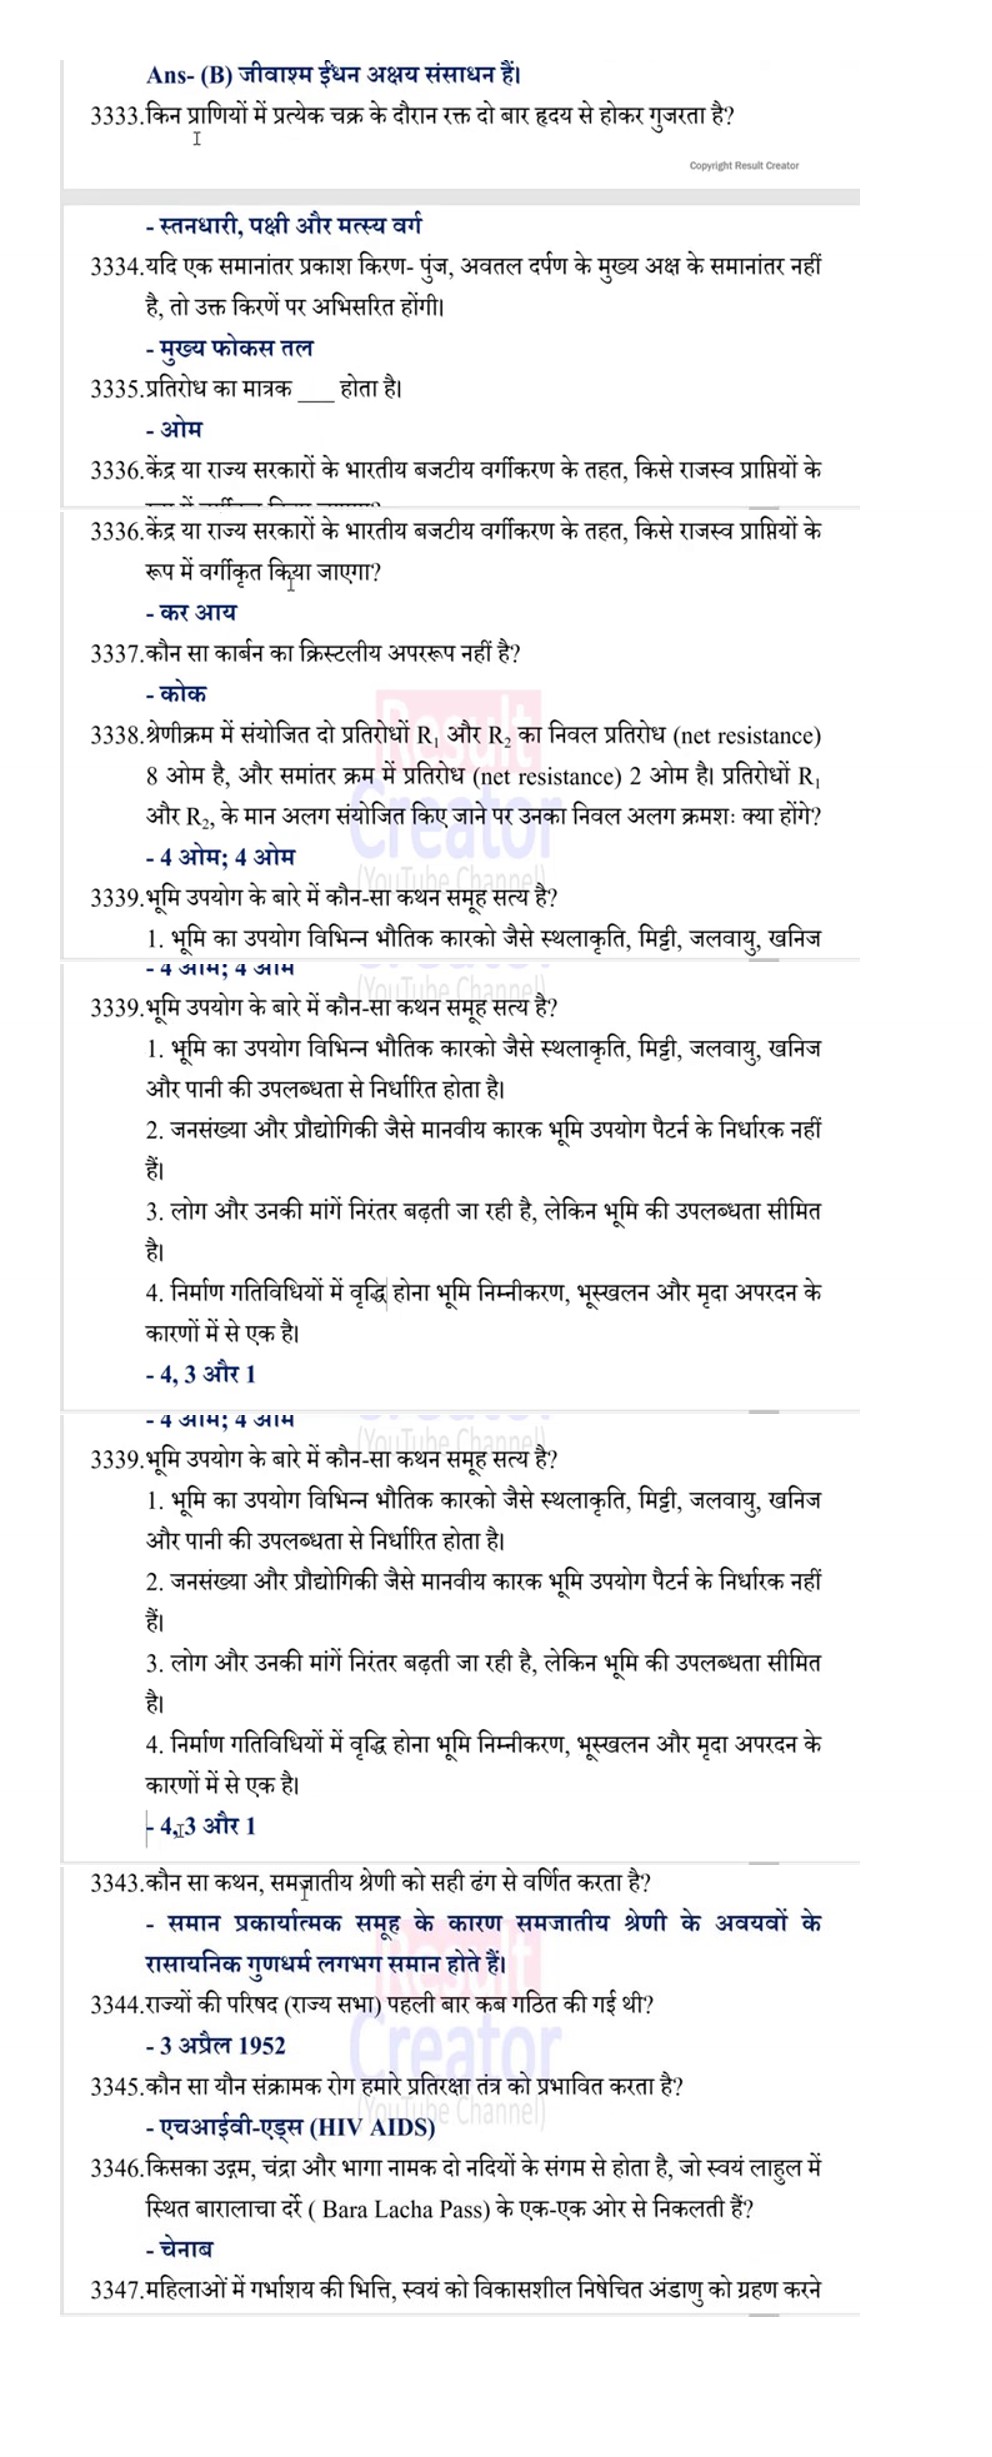 Ans- (B) जीवाश्म ईंधन अक्षय संसाधन हैं।
3333.किन प्राणियों में प्रत्येक चक्र के दौरान रक्त दो बार हृदय से होकर गुजरता है?
Copyright Result Creator
- स्तनधारी, पक्षी और मत्स्य वर्ग
3334.यदि एक समानांतर प्रकाश किरण- पुंज, अवतल दर्पण के मुख्य अक्ष के समानांतर नहीं
है, तो उक्त किरणें पर अभिसरित होंगी।
- मुख्य फोकस तल
3335.प्रतिरोध का मात्रक ___ होता है।
- ओम
3336.केंद्र या राज्य सरकारों के भारतीय बजटीय वर्गीकरण के तहत, किसे राजस्व प्राप्तियों के
3336.केंद्र या राज्य सरकारों के भारतीय बजटीय वर्गीकरण के तहत, किसे राजस्व प्राप्तियों के
रूप में वर्गीकृत किया जाएगा?
- कर आय
3337.कौन सा कार्बन का क्रिस्टलीय अपररूप नहीं है?
- कोक
Result
3338.श्रेणीक्रम में संयोजित दो प्रतिरोधों R₁ और R₂ का निवल प्रतिरोध (net resistance)
8 ओम है, और समांतर क्रम में प्रतिरोध (net resistance) 2 ओम है। प्रतिरोधों R₁
Creator
और R₂, के मान अलग संयोजित किए जाने पर उनका निवल अलग क्रमशः क्या होंगे?
- 4 ओम; 4 ओम
(YouTube Channel)
3339.भूमि उपयोग के बारे में कौन-सा कथन समूह सत्य है?
1. भूमि का उपयोग विभिन्न भौतिक कारको जैसे स्थलाकृति, मिट्टी, जलवायु, खनिज
- 4 ओम; 4 ओम
(YouTube Channel)
3339.भूमि उपयोग के बारे में कौन-सा कथन समूह सत्य है?
1. भूमि का उपयोग विभिन्न भौतिक कारको जैसे स्थलाकृति, मिट्टी, जलवायु, खनिज
और पानी की उपलब्धता से निर्धारित होता है।
2. जनसंख्या और प्रौद्योगिकी जैसे मानवीय कारक भूमि उपयोग पैटर्न के निर्धारक नहीं
हैं।
3. लोग और उनकी मांगें निरंतर बढ़ती जा रही है, लेकिन भूमि की उपलब्धता सीमित
है।
4. निर्माण गतिविधियों में वृद्धि होना भूमि निम्नीकरण, भूस्खलन और मृदा अपरदन के
कारणों में से एक है।
- 4, 3 और 1
- 4 ओम; 4 ओम
(YouTube Channel)
3339.भूमि उपयोग के बारे में कौन-सा कथन समूह सत्य है?
1. भूमि का उपयोग विभिन्न भौतिक कारको जैसे स्थलाकृति, मिट्टी, जलवायु, खनिज
और पानी की उपलब्धता से निर्धारित होता है।
2. जनसंख्या और प्रौद्योगिकी जैसे मानवीय कारक भूमि उपयोग पैटर्न के निर्धारक नहीं
हैं।
3. लोग और उनकी मांगें निरंतर बढ़ती जा रही है, लेकिन भूमि की उपलब्धता सीमित
है।
4. निर्माण गतिविधियों में वृद्धि होना भूमि निम्नीकरण, भूस्खलन और मृदा अपरदन के
कारणों में से एक है।
- 4, 3 और 1
3343.कौन सा कथन, समजातीय श्रेणी को सही ढंग से वर्णित करता है?
- समान प्रकार्यात्मक समूह के कारण समजातीय श्रेणी के अवयवों के
Result
रासायनिक गुणधर्म लगभग समान होते हैं।
3344.राज्यों की परिषद (राज्य सभा) पहली बार कब गठित की गई थी?
- 3 अप्रैल 1952
Creator
3345.कौन सा यौन संक्रामक रोग हमारे प्रतिरक्षा तंत्र को प्रभावित करता है?
(YouTube Channel)
- एचआईवी-एड्स (HIV AIDS)
3346.किसका उद्गम, चंद्रा और भागा नामक दो नदियों के संगम से होता है, जो स्वयं लाहुल में
स्थित बारालाचा दर्रे ( Bara Lacha Pass) के एक-एक ओर से निकलती हैं?
- चेनाब
3347.महिलाओं में गर्भाशय की भित्ति, स्वयं को विकासशील निषेचित अंडाणु को ग्रहण करने